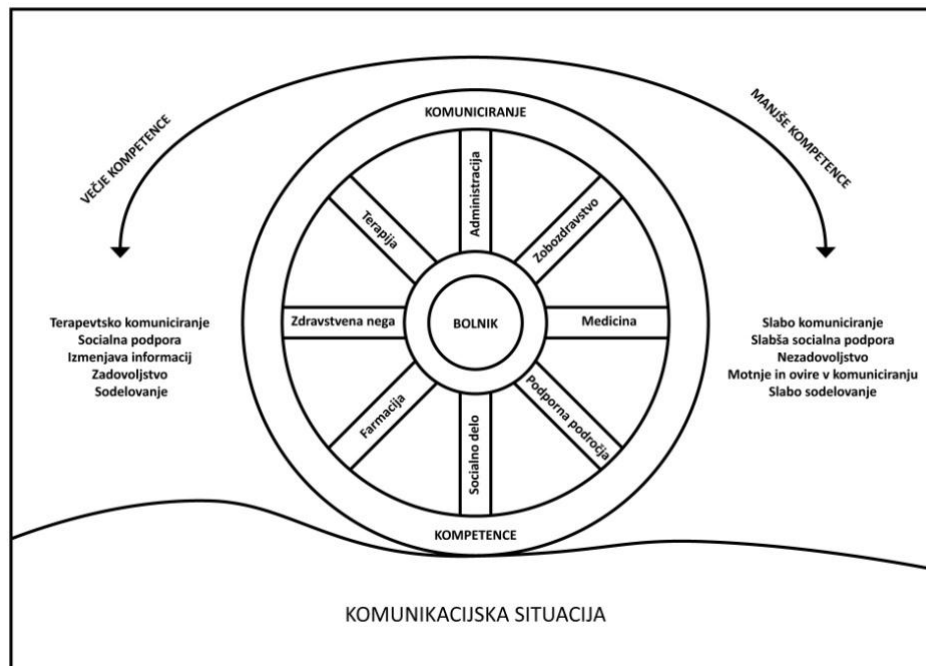 KOMUNICIRANJE
VEČJE KOMPETENCE
MANJŠE KOMPETENCE
Administracija
Terapija
Zobozdravstvo
Zdravstvena nega
BOLNIK
Medicina
Farmacija
Socialno delo
Podporna področja
KOMPETENCE
Terapevtsko komuniciranje
Socialna podpora
Izmenjava informacij
Zadovoljstvo
Sodelovanje
Slabo komuniciranje
Slabša socialna podpora
Nezadovoljstvo
Motnje in ovire v komuniciranju
Slabo sodelovanje
KOMUNIKACIJSKA SITUACIJA